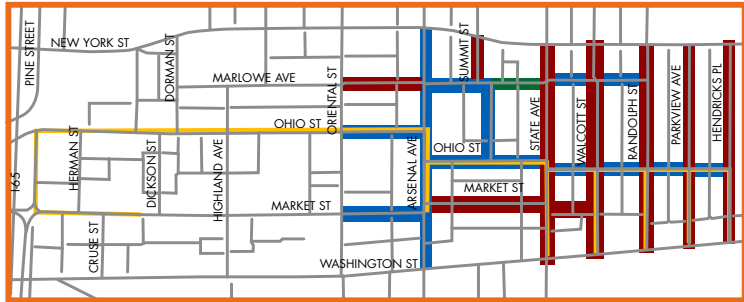 PINE STREET
NEW YORK ST
DORMAN ST
SUMMIT ST
MARLOWE AVE
ORIENTAL ST
OHIO ST
OHIO ST
STATE AVE
WALCOTT ST
RANDOLPH ST
PARKVIEW AVE
HENDRICKS PL
HERMAN ST
DICKSON ST
HIGHLAND AVE
ARSENAL AVE
I65
MARKET ST
MARKET ST
CRUSE ST
WASHINGTON ST